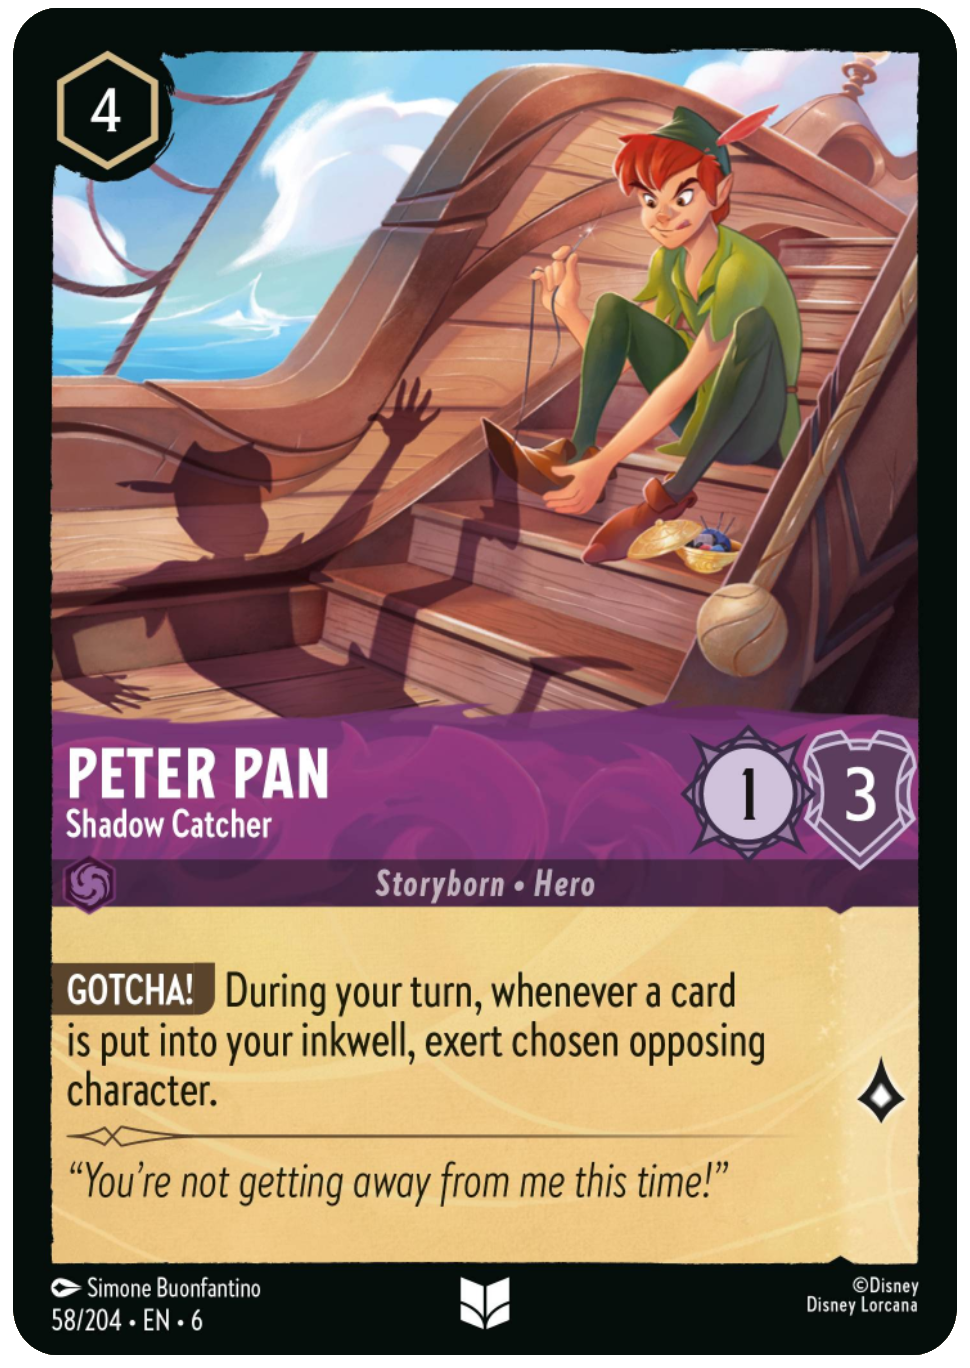 4
PETER PAN
Shadow Catcher
1
3
Storyborn • Hero
GOTCHA! During your turn, whenever a card
is put into your inkwell, exert chosen opposing
character.
“You’re not getting away from me this time!”
Simone Buonfantino
58/204 • EN • 6
©Disney
Disney Lorcana